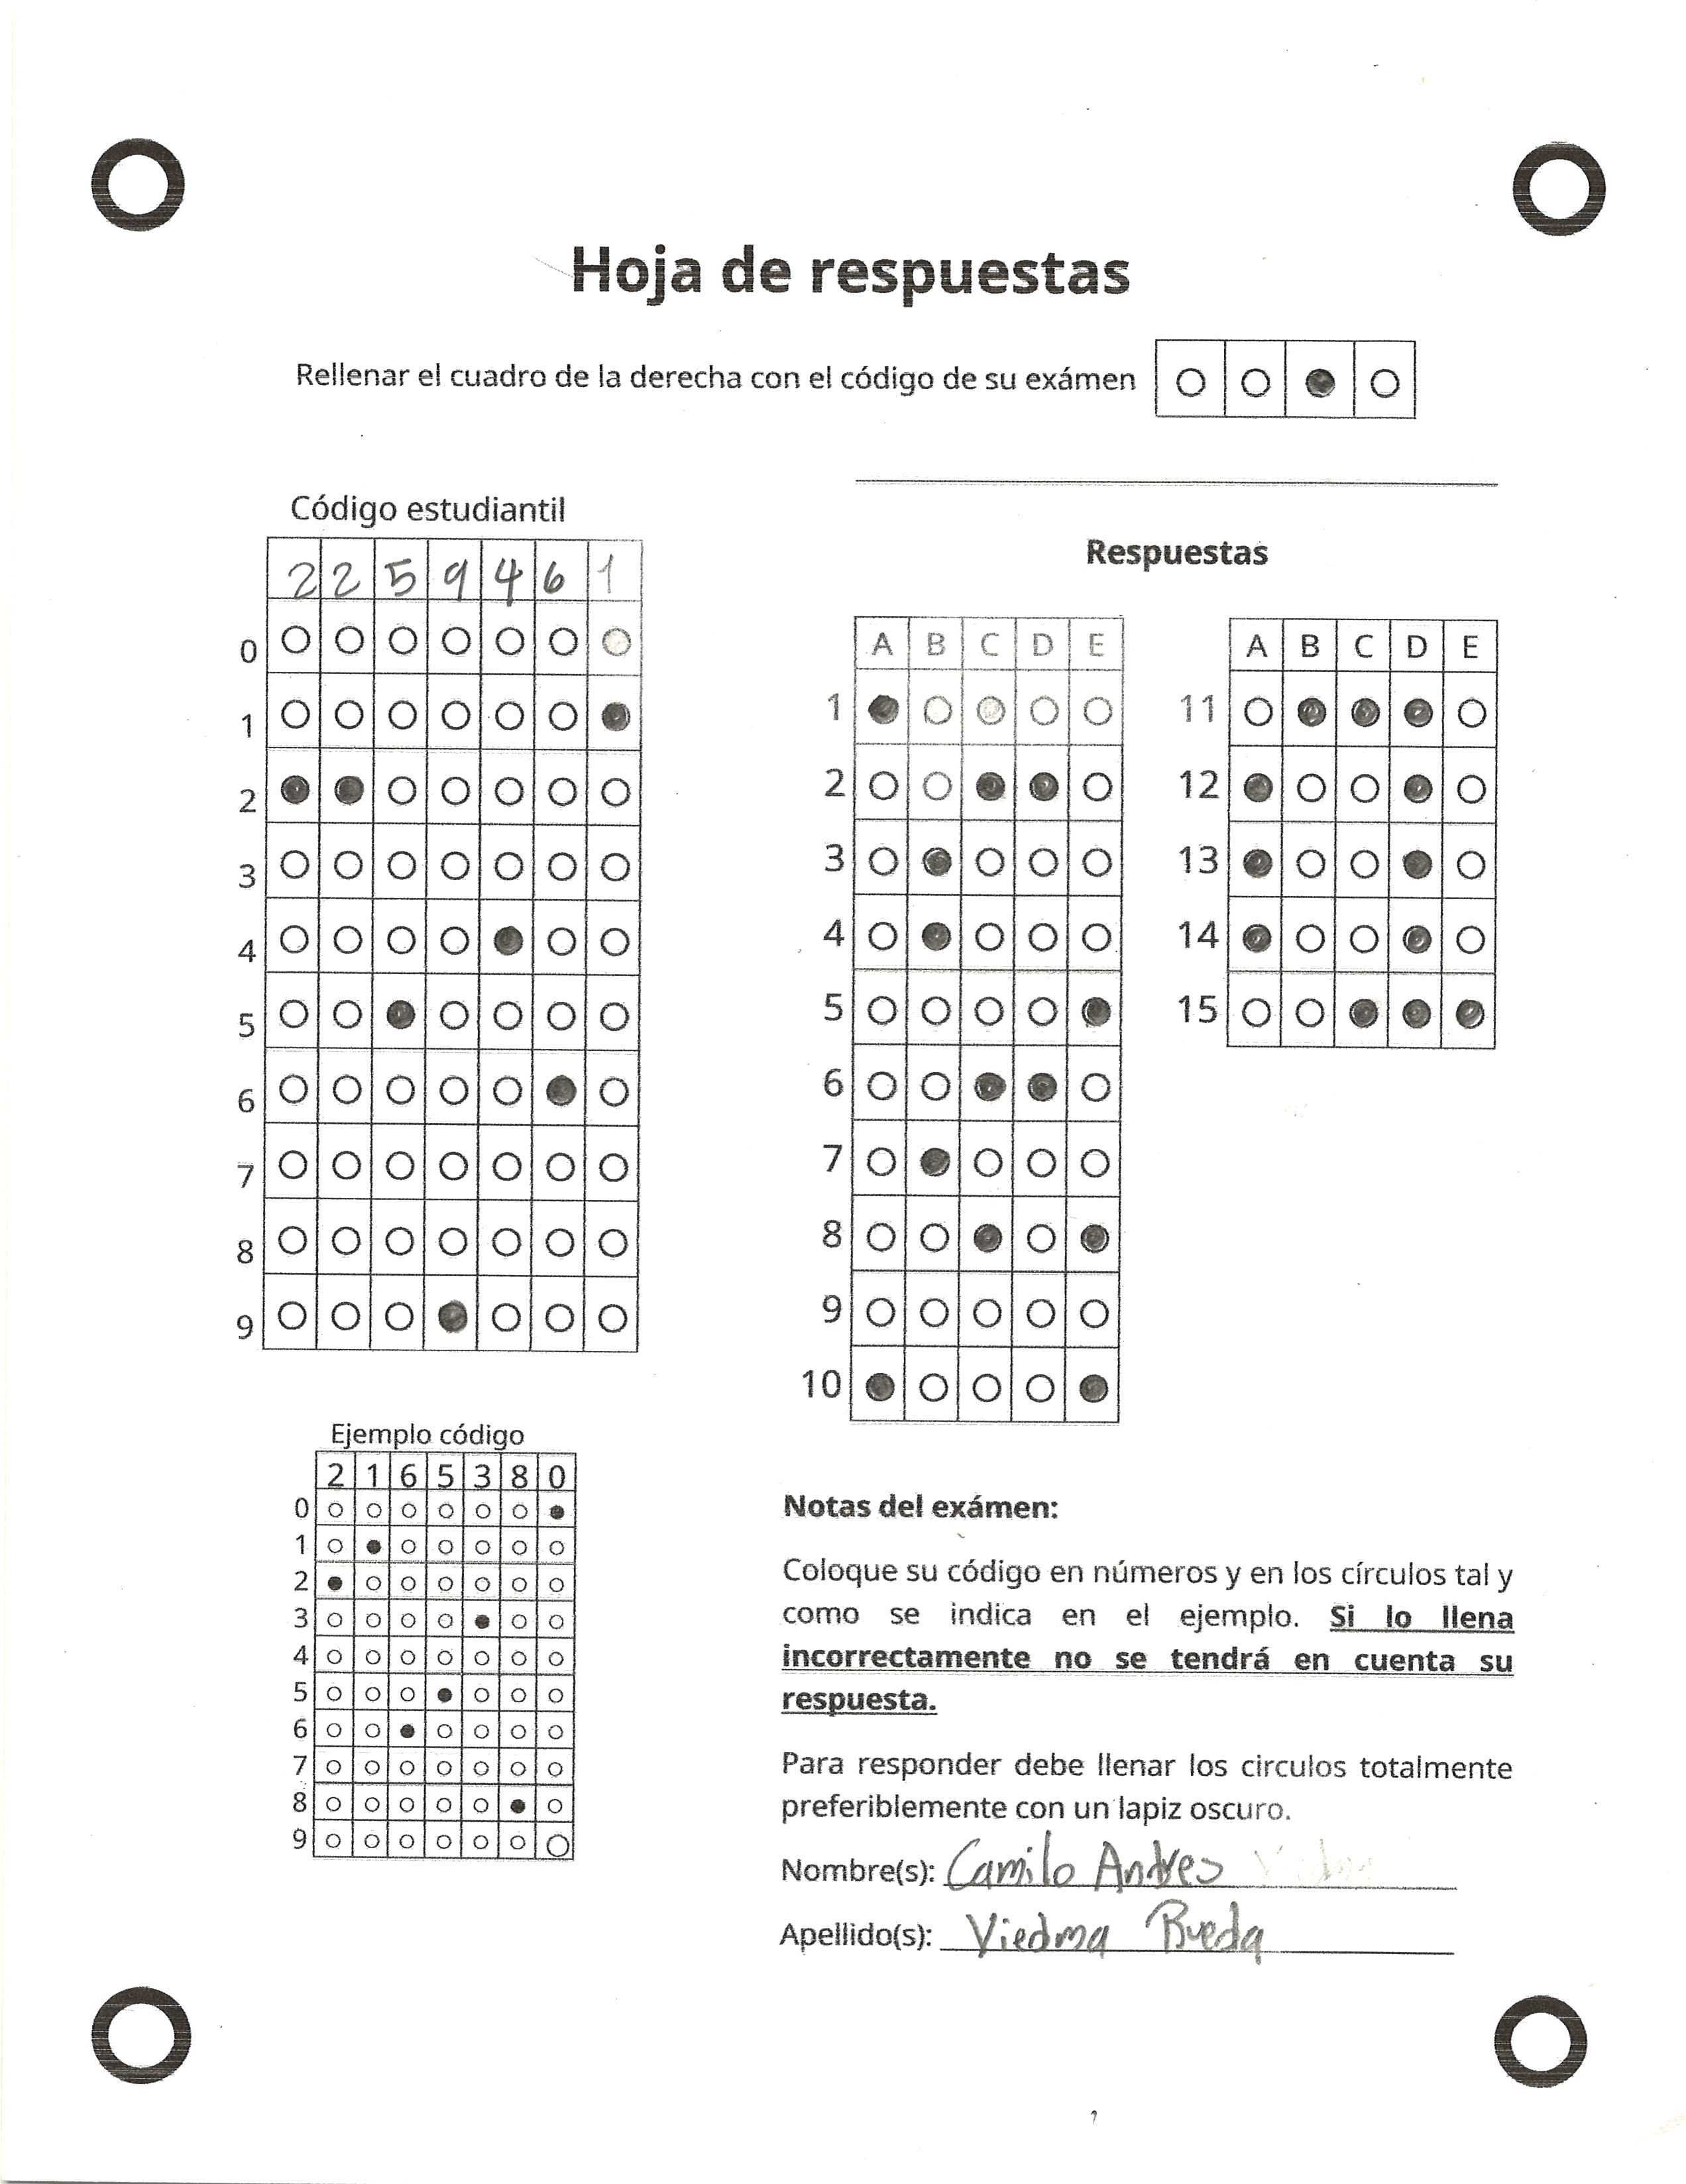 Hoja de respuestas
Rellenar el cuadro de la derecha con el código de su exámen
Código estudiantil
2 2 5 9 4 6 1
0
1
2
3
4
5
6
7
8
9
Ejemplo código
2 1 6 5 3 8 0
0
1
2
3
4
5
6
7
8
9
Respuestas
A B C D E
1
2
3
4
5
6
7
8
9
10
A B C D E
11
12
13
14
15
Notas del exámen:
Coloque su código en números y en los círculos tal y
como se indica en el ejemplo. Si lo llena
incorrectamente no se tendrá en cuenta su
respuesta.
Para responder debe llenar los circulos totalmente
preferiblemente con un lapiz oscuro.
Nombre(s): Camilo Andres
Apellido(s): Viedma Rueda